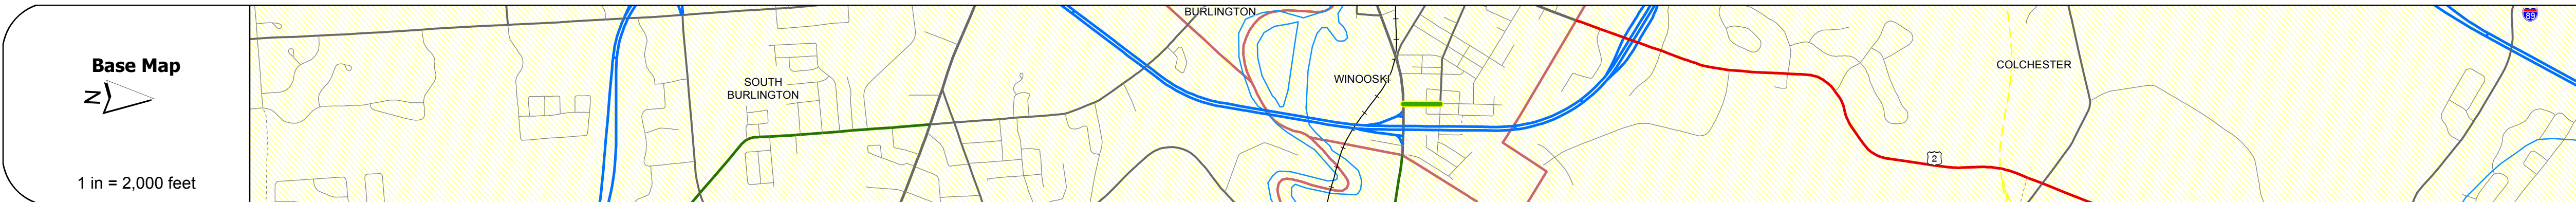 Base Map
N
1 in = 2,000 feet
SOUTH
BURLINGTON
BURLINGTON
WINOOSKI
COLCHESTER
2
89